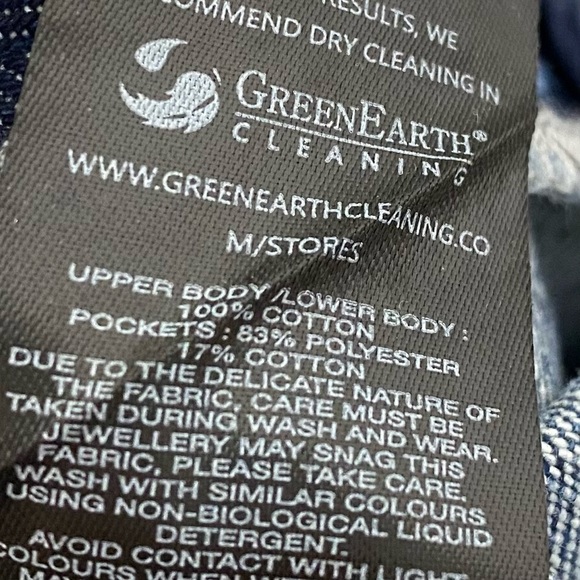 RESULTS, WE
COMMEND DRY CLEANING IN
GREENEARTH®
CLEANING
WWW.GREENEARTHCLEANING.CO
M/STORES
UPPER BODY/LOWER BODY :
100% COTTON
POCKETS : 83% POLYESTER
17% COTTON
DUE TO THE DELICATE NATURE OF
THE FABRIC, CARE MUST BE
TAKEN DURING WASH AND WEAR.
JEWELLERY MAY SNAG THIS
FABRIC, PLEASE TAKE CARE.
WASH WITH SIMILAR COLOURS
USING NON-BIOLOGICAL LIQUID
DETERGENT.
AVOID CONTACT WITH LIGHT
COLOURS WHEN